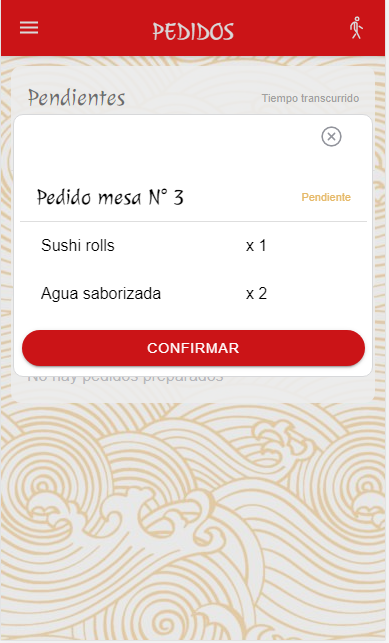 PEDIDOS
Pendientes
Tiempo transcurrido
Pedido mesa N° 3
Pendiente
Sushi rolls
x 1
Agua saborizada
x 2
CONFIRMAR
No hay pedidos preparados